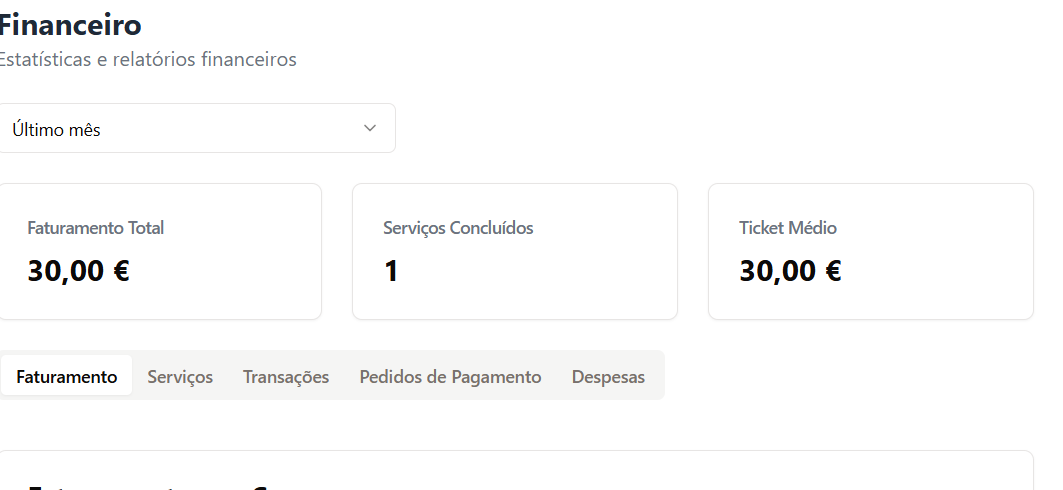 Financeiro
Estatísticas e relatórios financeiros
Último mês
Faturamento Total
30,00 €
Serviços Concluídos
1
Ticket Médio
30,00 €
Faturamento Serviços Transações Pedidos de Pagamento Despesas